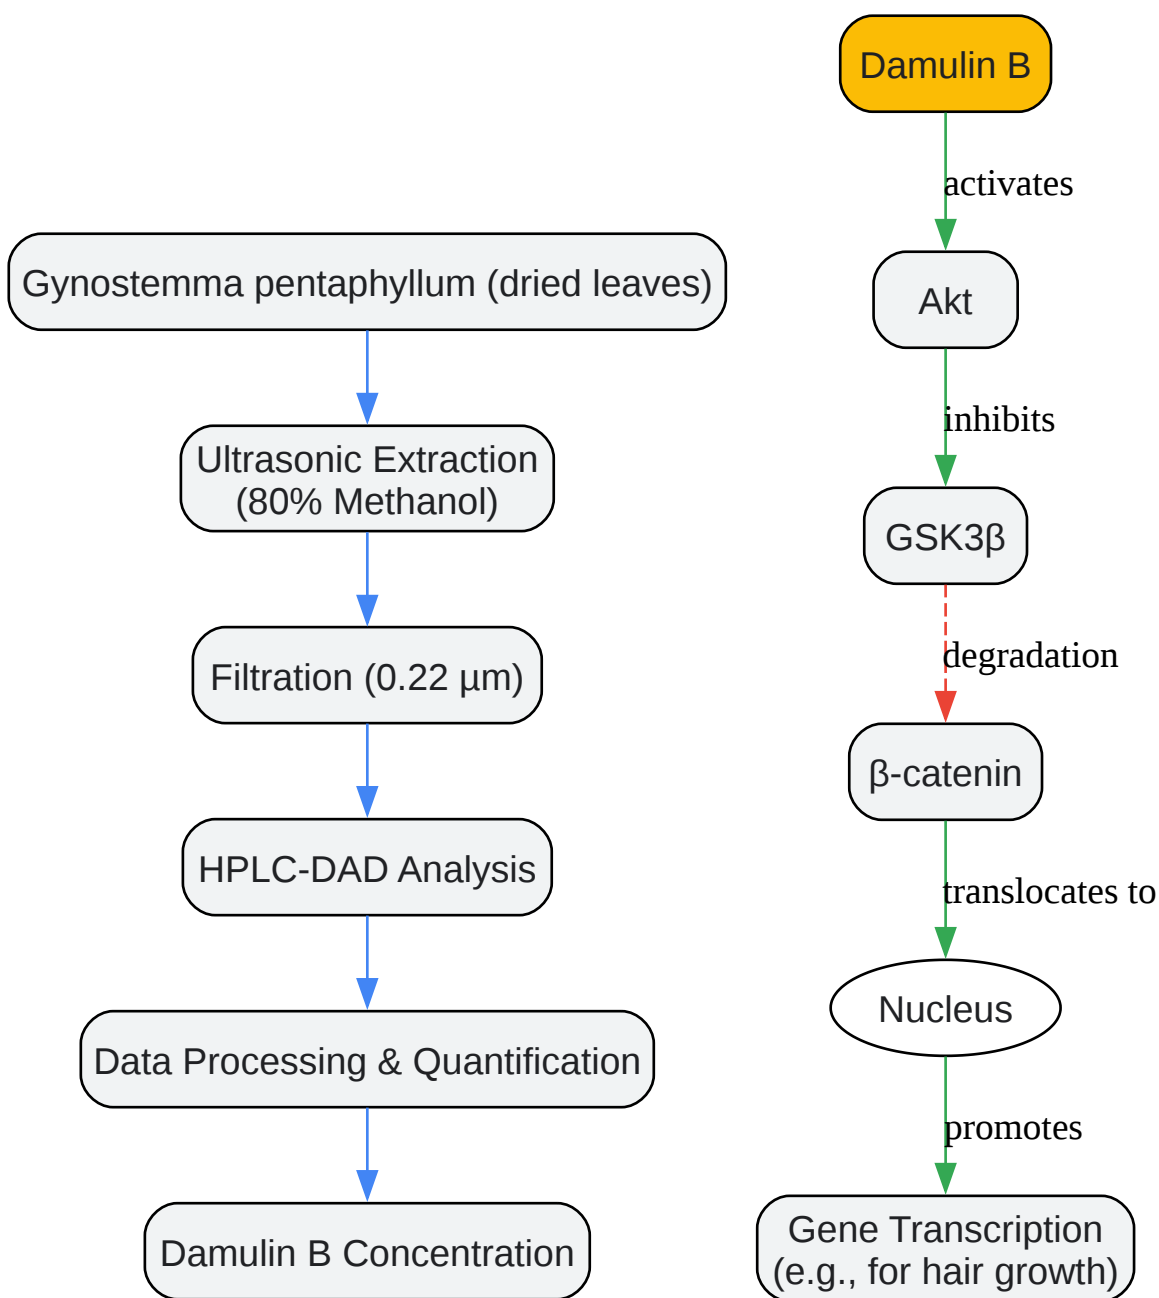 Gynostemma pentaphyllum (dried leaves)
Ultrasonic Extraction
(80% Methanol)
Filtration (0.22 µm)
HPLC-DAD Analysis
Data Processing & Quantification
Damulin B Concentration
Damulin B
activates
Akt
inhibits
GSK3β
degradation
β-catenin
translocates to
Nucleus
promotes
Gene Transcription
(e.g., for hair growth)